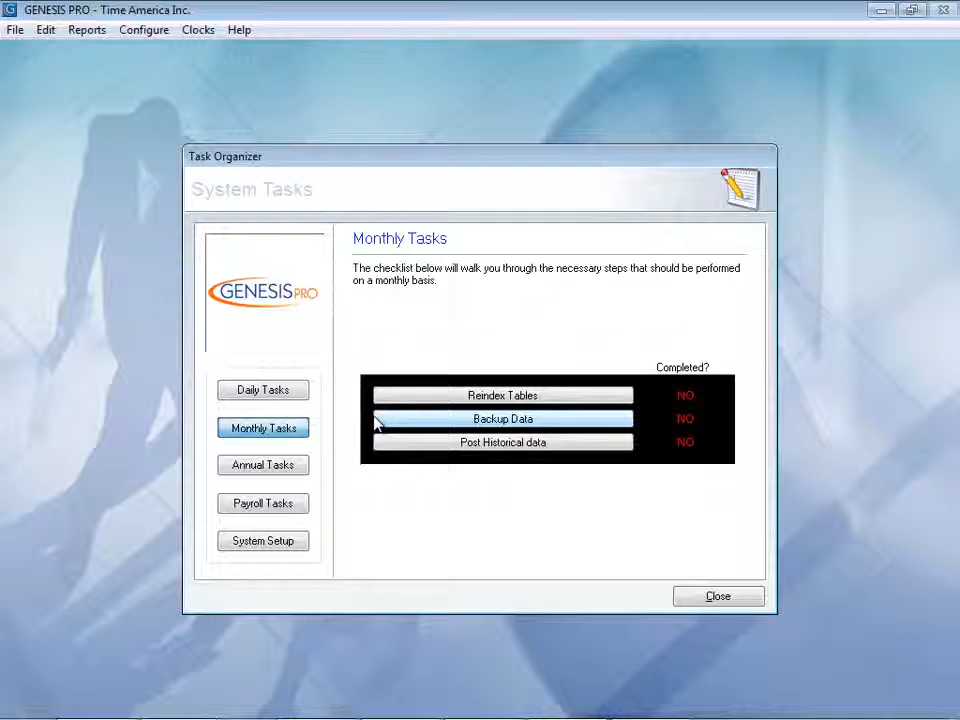 GENESIS PRO - Time America Inc.
File Edit Reports Configure Clocks Help
Task Organizer
System Tasks
GENESIS PRO
Daily Tasks
Monthly Tasks
Annual Tasks
Payroll Tasks
System Setup
Monthly Tasks
The checklist below will walk you through the necessary steps that should be performed
on a monthly basis.
Completed?
Reindex Tables NO
Backup Data NO
Post Historical data NO
Close